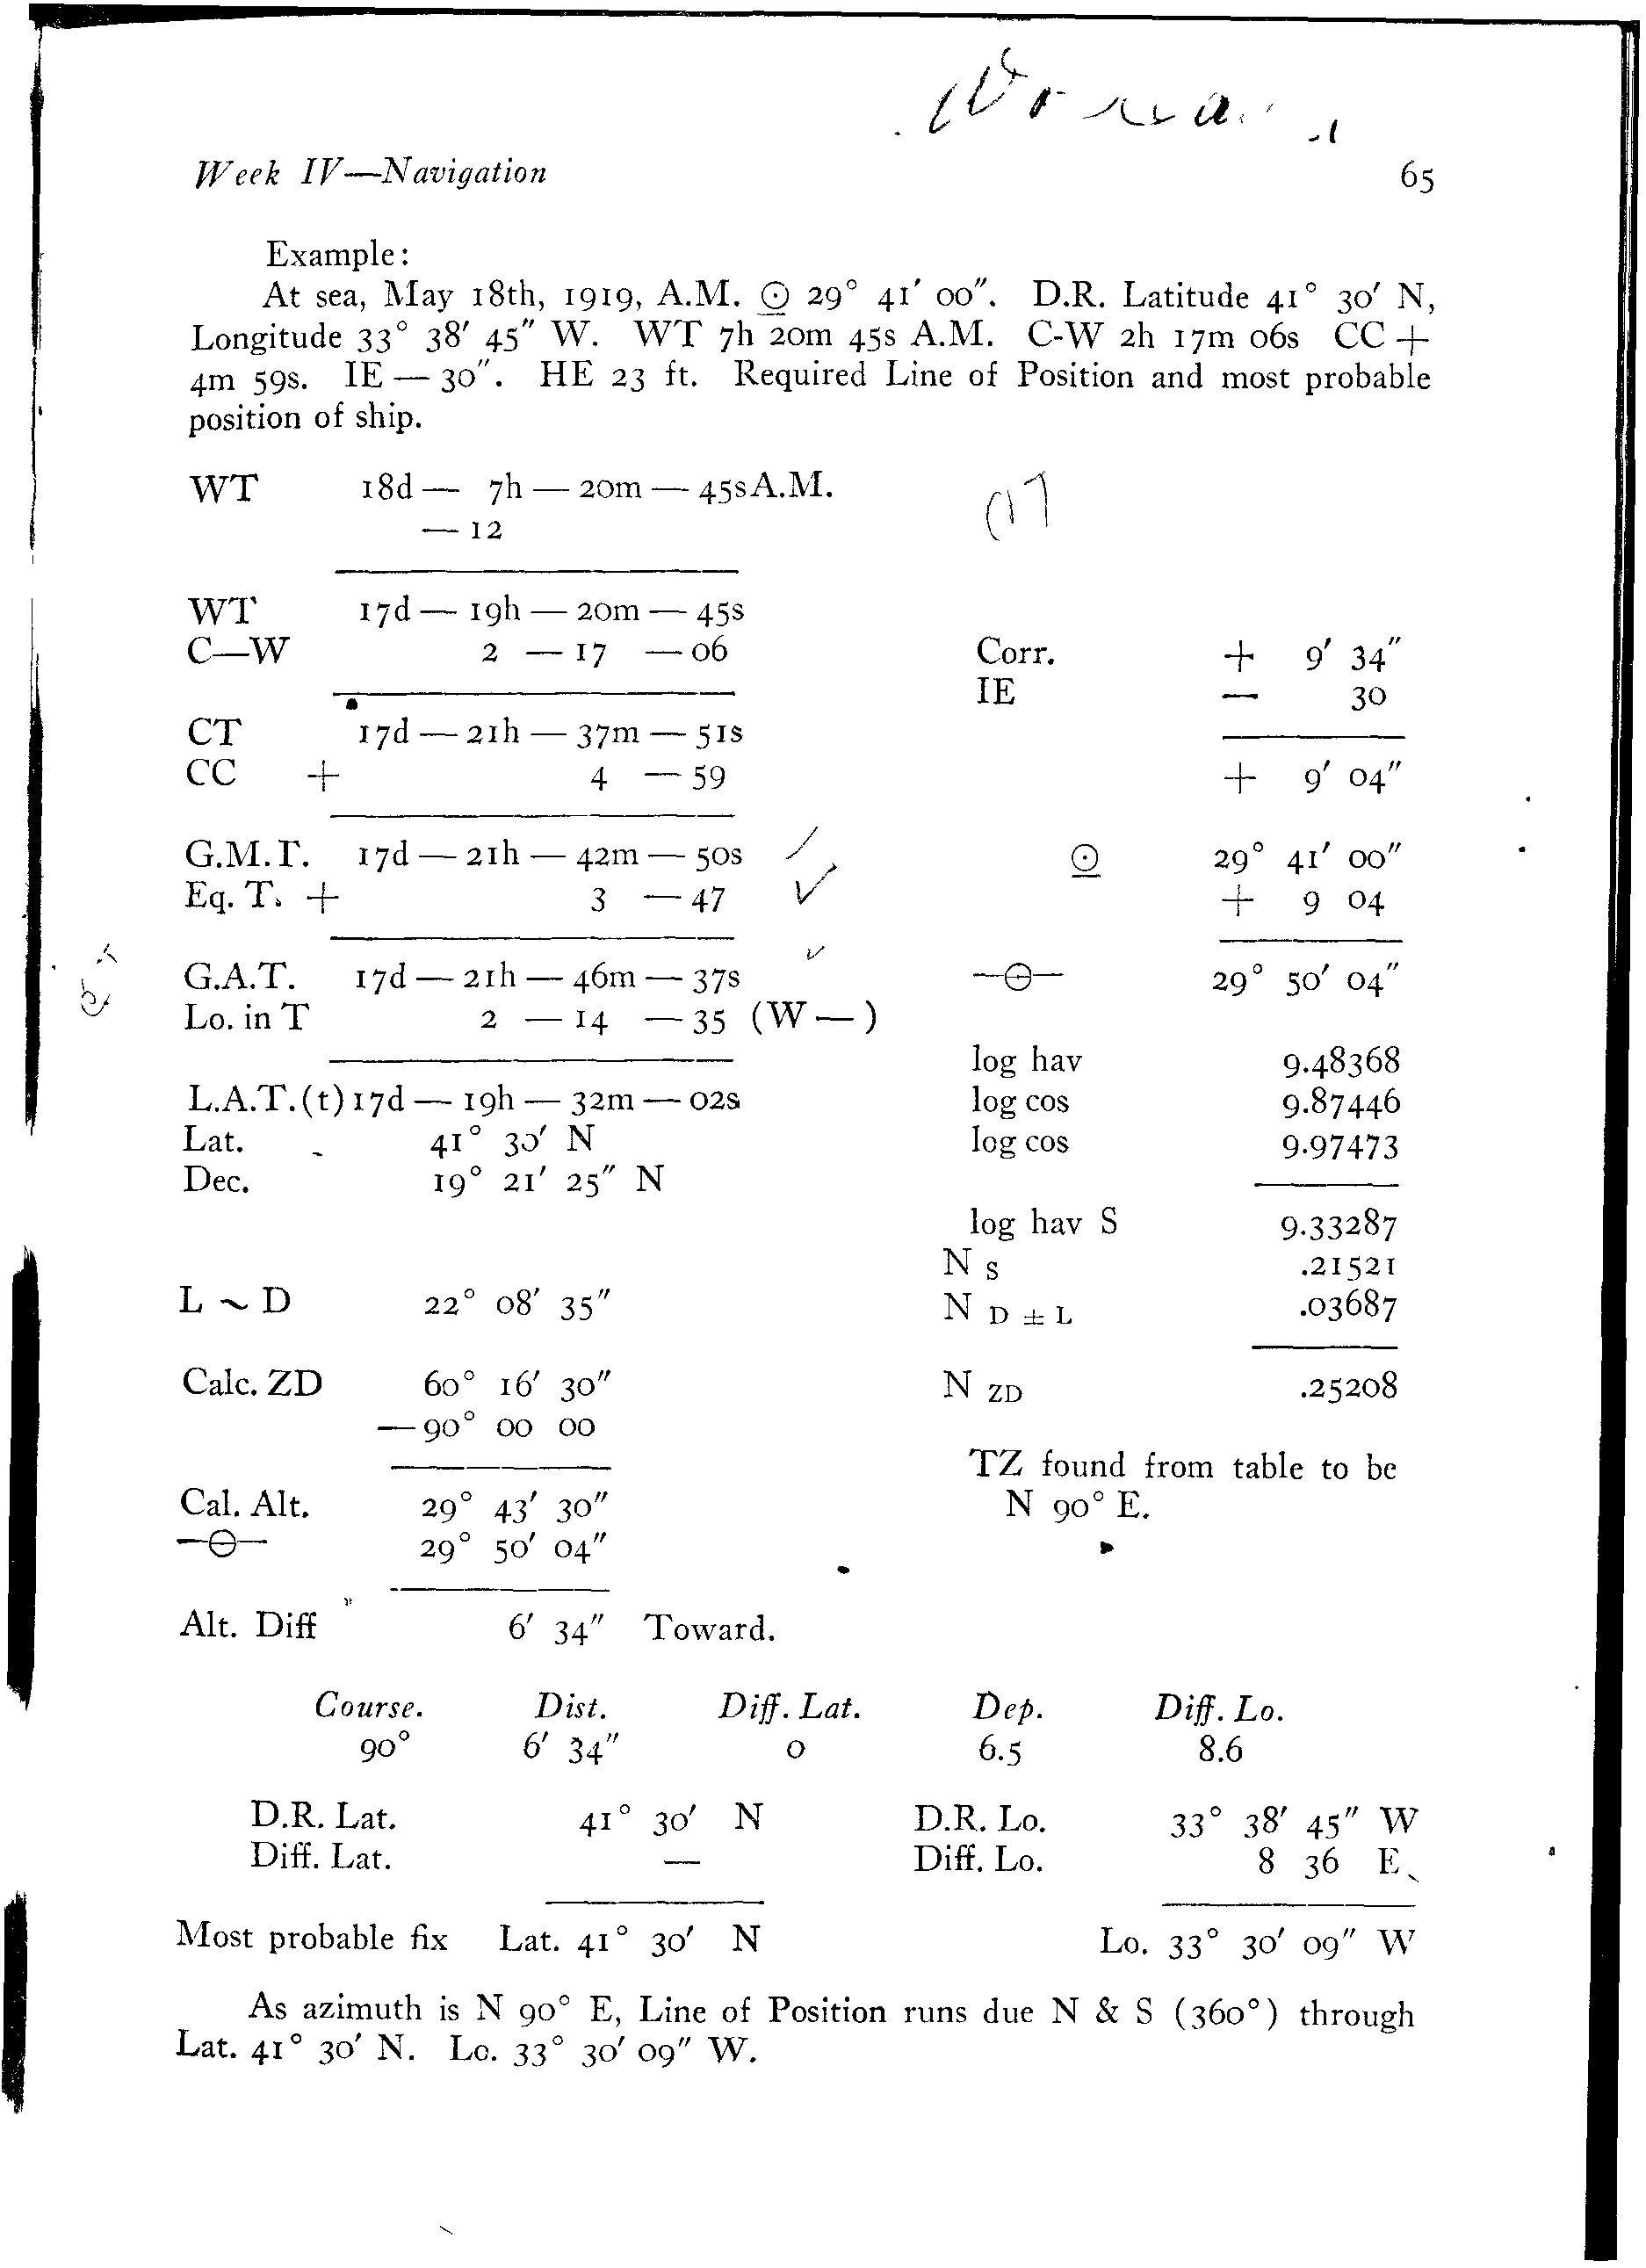 Week IV—Navigation 65
Example:
At sea, May 18th, 1919, A.M. ☉ 29° 41′ 00″. D.R. Latitude 41° 30′ N,
Longitude 33° 38′ 45″ W. WT 7h 20m 45s A.M. C-W 2h 17m 06s CC +
4m 59s. IE — 30″. HE 23 ft. Required Line of Position and most probable
position of ship.
WT 18d — 7h — 20m — 45s A.M.
— 12
WT 17d — 19h — 20m — 45s
C—W 2 — 17 — 06
CT 17d — 21h — 37m — 51s
CC + 4 — 59
G.M.T. 17d — 21h — 42m — 50s
Eq. T. + 3 — 47
G.A.T. 17d — 21h — 46m — 37s
Lo. in T 2 — 14 — 35 (W — )
L.A.T.(t) 17d — 19h — 32m — 02s
Lat. 41° 30′ N
Dec. 19° 21′ 25″ N
L ~ D 22° 08′ 35″
Calc. ZD 60° 16′ 30″
— 90° 00 00
Cal. Alt. 29° 43′ 30″
—⊖— 29° 50′ 04″
Alt. Diff 6′ 34″ Toward.
Corr. + 9′ 34″
IE — 30
+ 9′ 04″
☉ 29° 41′ 00″
+ 9 04
—⊖— 29° 50′ 04″
log hav 9.48368
log cos 9.87446
log cos 9.97473
log hav S 9.33287
N S .21521
N D ± L .03687
N ZD .25208
TZ found from table to be
N 90° E.
Course. Dist. Diff. Lat. Dep. Diff. Lo.
90° 6′ 34″ 0 6.5 8.6
D.R. Lat. 41° 30′ N D.R. Lo. 33° 38′ 45″ W
Diff. Lat. — Diff. Lo. 8 36 E
Most probable fix Lat. 41° 30′ N Lo. 33° 30′ 09″ W
As azimuth is N 90° E, Line of Position runs due N & S (360°) through
Lat. 41° 30′ N. Lo. 33° 30′ 09″ W.